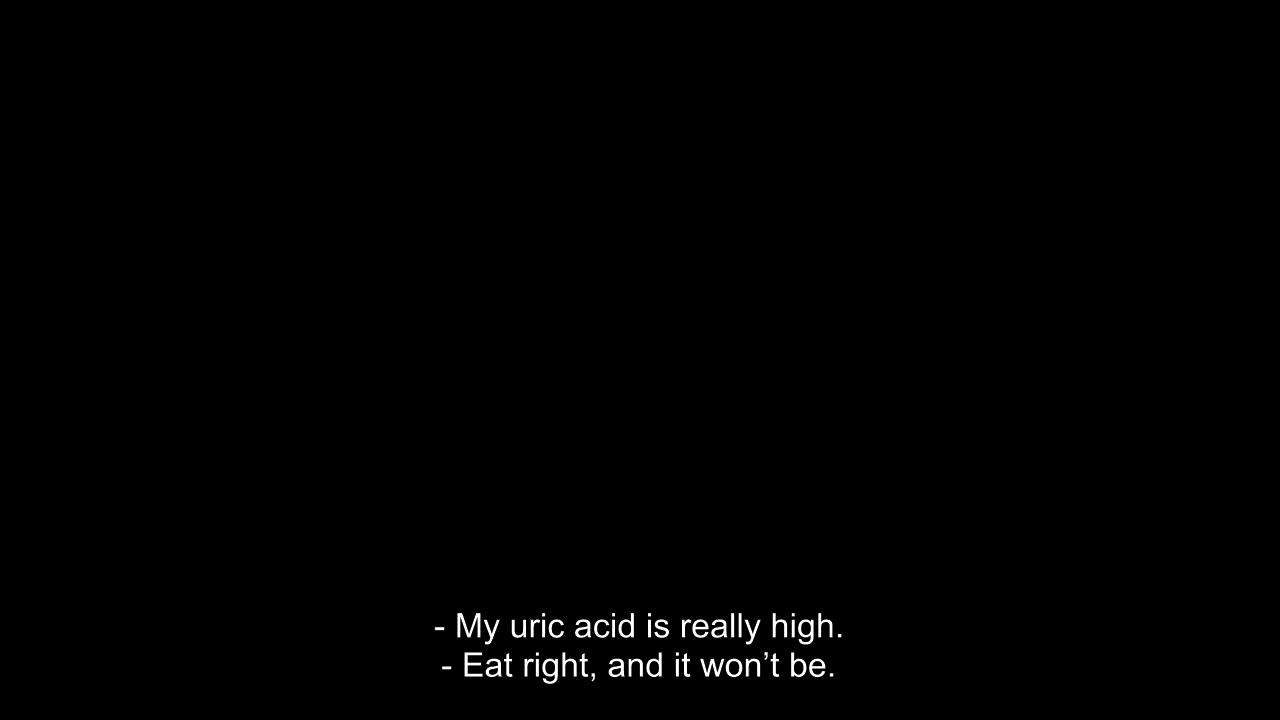 - My uric acid is really high.
- Eat right, and it won’t be.